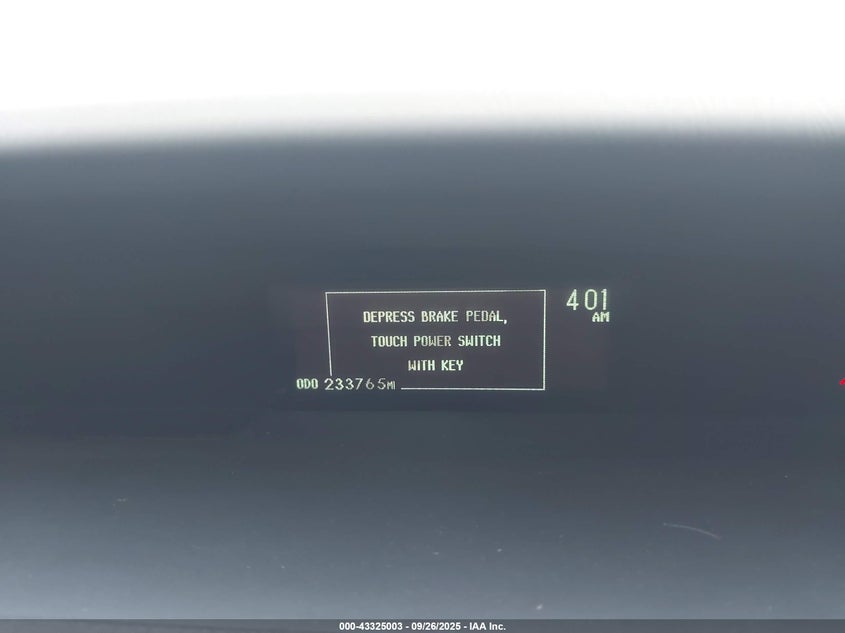 DEPRESS BRAKE PEDAL,
TOUCH POWER SWITCH
WITH KEY
401
AM
ODO 233765MI
000-43325003 - 09/26/2025 - IAA Inc.